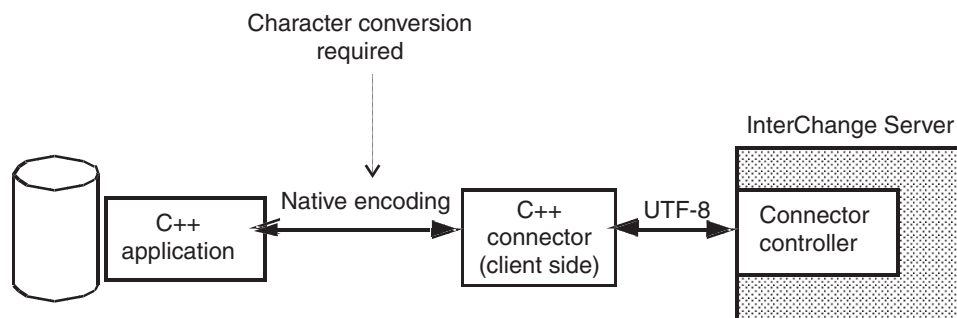 Character conversion
required
InterChange Server
C++
application
Native encoding
C++
connector
(client side)
UTF-8
Connector
controller